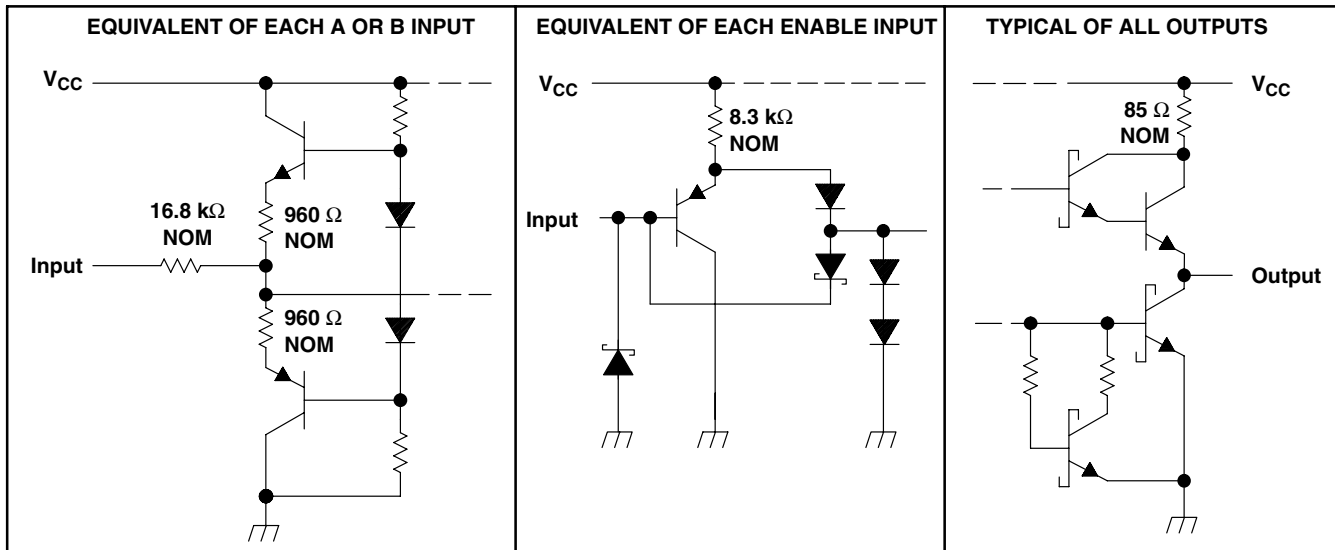 EQUIVALENT OF EACH A OR B INPUT
VCC
16.8 kΩ
NOM
960 Ω
NOM
Input
960 Ω
NOM
EQUIVALENT OF EACH ENABLE INPUT
VCC
8.3 kΩ
NOM
Input
TYPICAL OF ALL OUTPUTS
VCC
85 Ω
NOM
Output